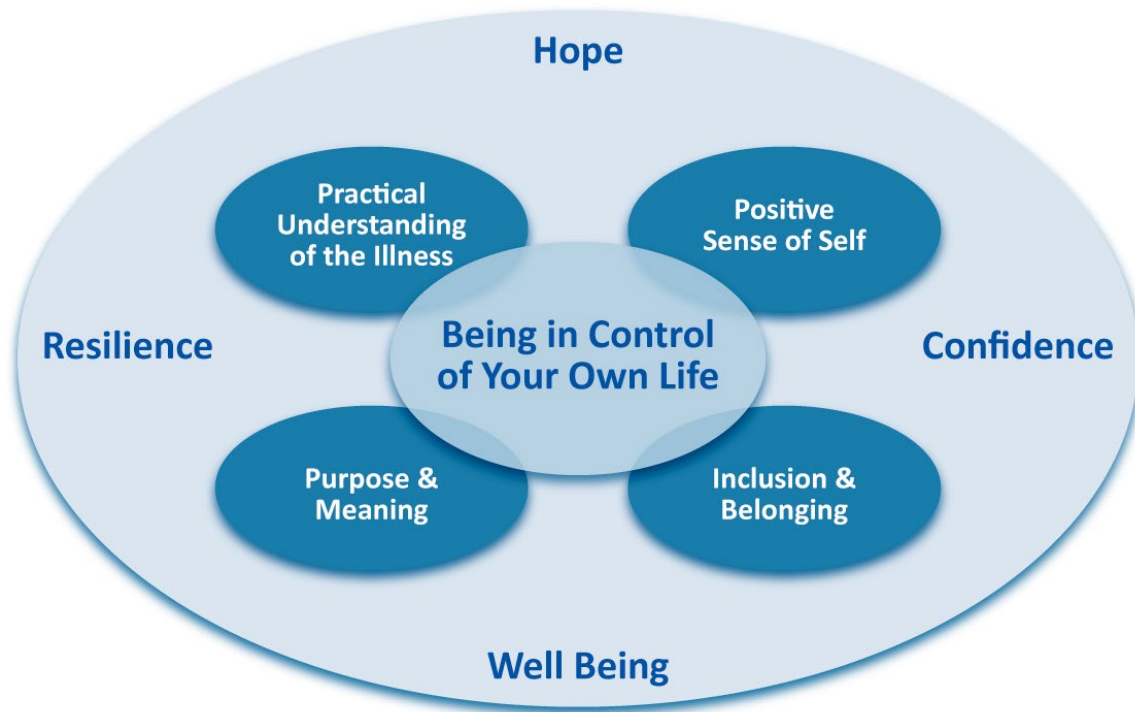 Hope
Practical
Understanding
of the Illness
Positive
Sense of Self
Resilience
Being in Control
of Your Own Life
Confidence
Purpose &
Meaning
Inclusion &
Belonging
Well Being